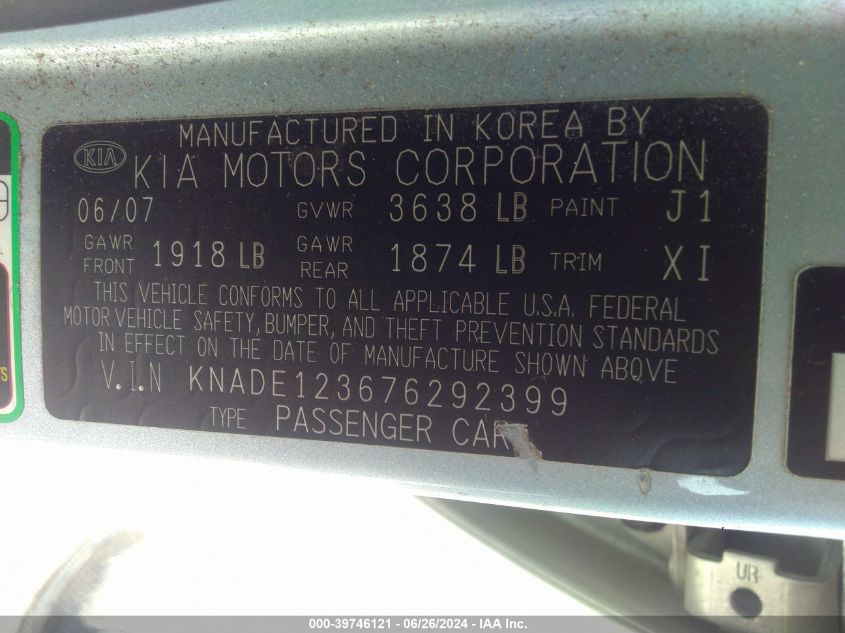 MANUFACTURED IN KOREA BY
KIA
KIA MOTORS CORPORATION
06/07 GVWR 3638 LB PAINT J1
GAWR FRONT 1918 LB GAWR REAR 1874 LB TRIM XI
THIS VEHICLE CONFORMS TO ALL APPLICABLE U.S.A. FEDERAL
MOTOR VEHICLE SAFETY, BUMPER, AND THEFT PREVENTION STANDARDS
IN EFFECT ON THE DATE OF MANUFACTURE SHOWN ABOVE
V.I.N KNADE123676292399
TYPE PASSENGER CAR
UR
000-39746121 - 06/26/2024 - IAA Inc.